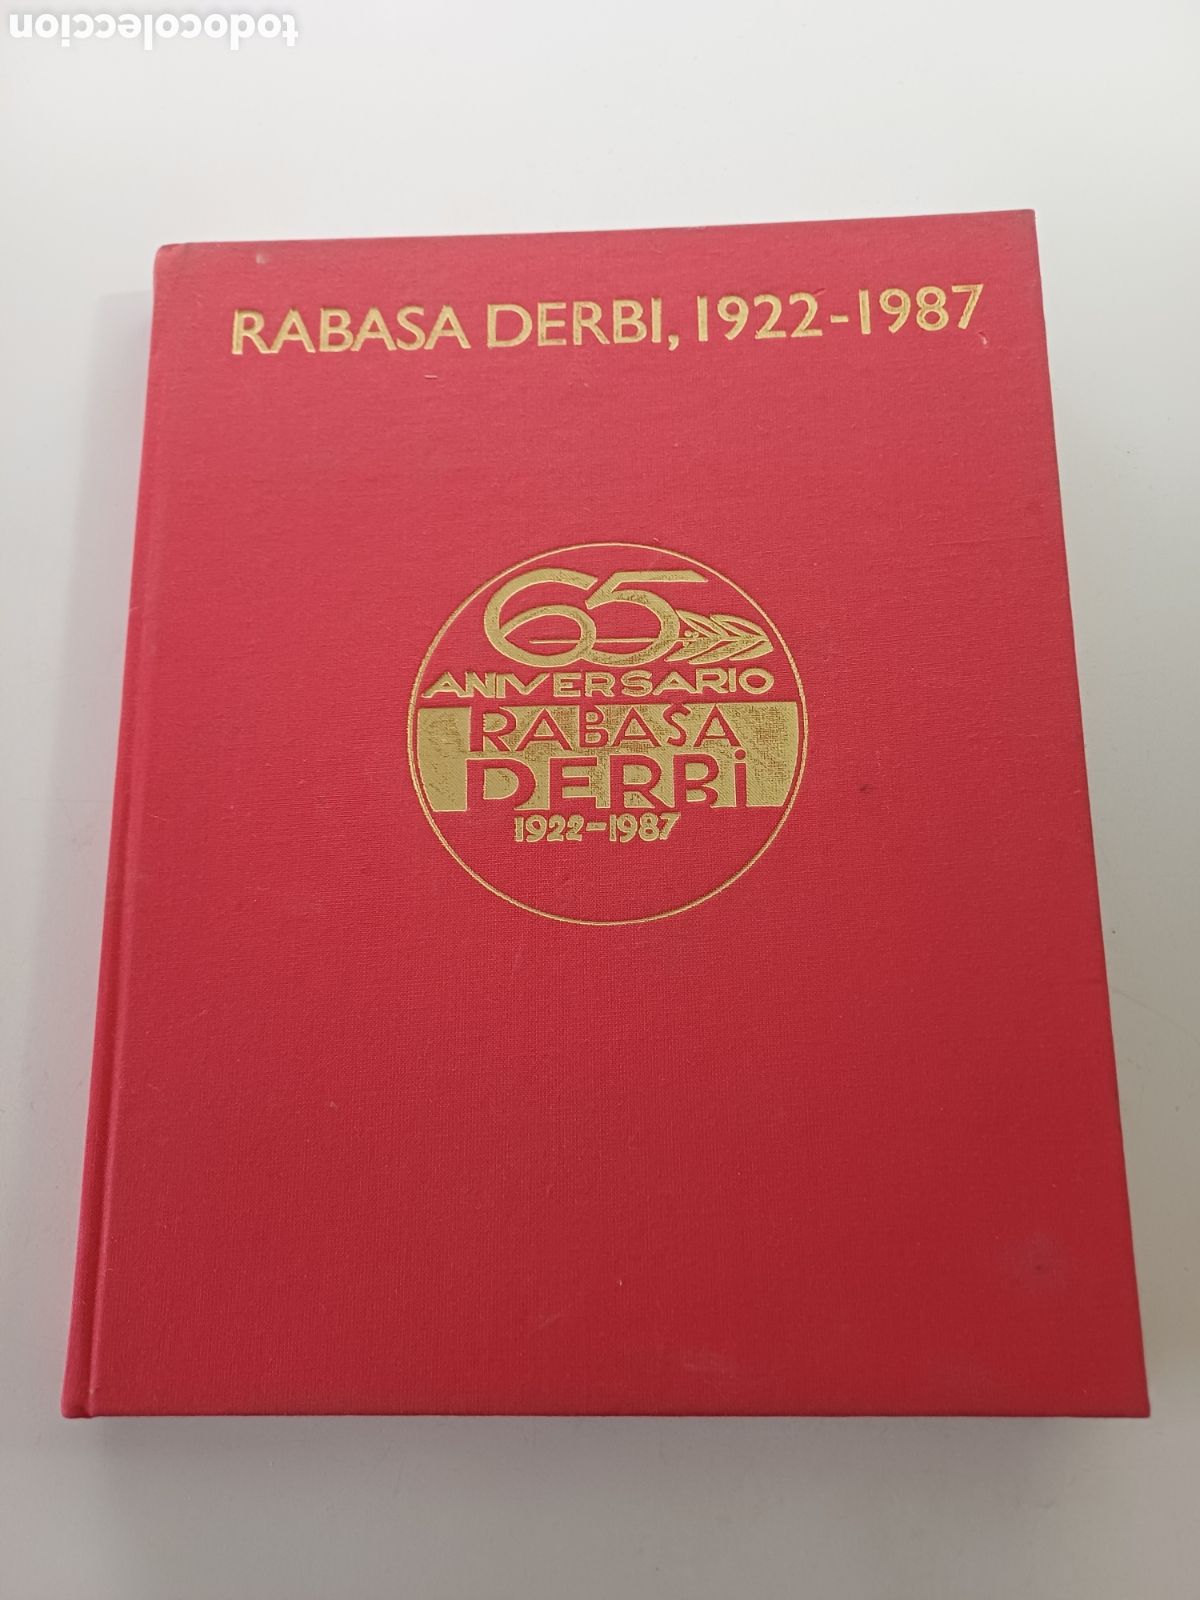 todocoleccion
RABASA DERBI, 1922-1987
65
ANIVERSARIO
RABASA
DERBi
1922-1987